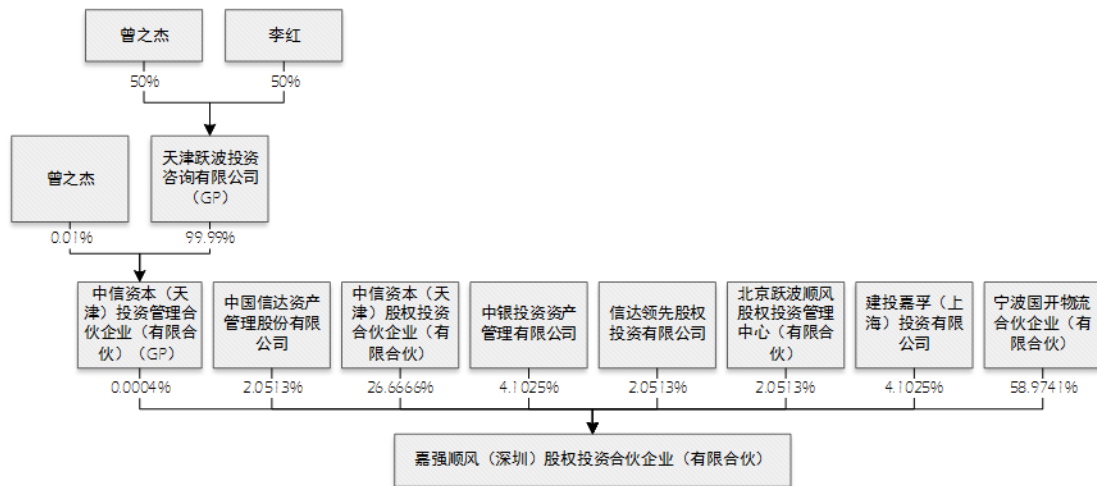 曾之杰
李红
50%
50%
曾之杰
天津跃波投资
咨询有限公司
（GP）
0.01%
99.99%
中信资本（天
津）投资管理合
伙企业（有限合
伙）（GP）
中国信达资产
管理股份有限
公司
中信资本（天
津）股权投资
合伙企业（有
限合伙）
中银投资资产
管理有限公司
信达领先股权
投资有限公司
北京跃波顺风
股权投资管理
中心（有限合
伙）
建投嘉孚（上
海）投资有限
公司
宁波国开物流
合伙企业（有
限合伙）
0.0004%
2.0513%
26.6666%
4.1025%
2.0513%
2.0513%
4.1025%
58.9741%
嘉强顺风（深圳）股权投资合伙企业（有限合伙）